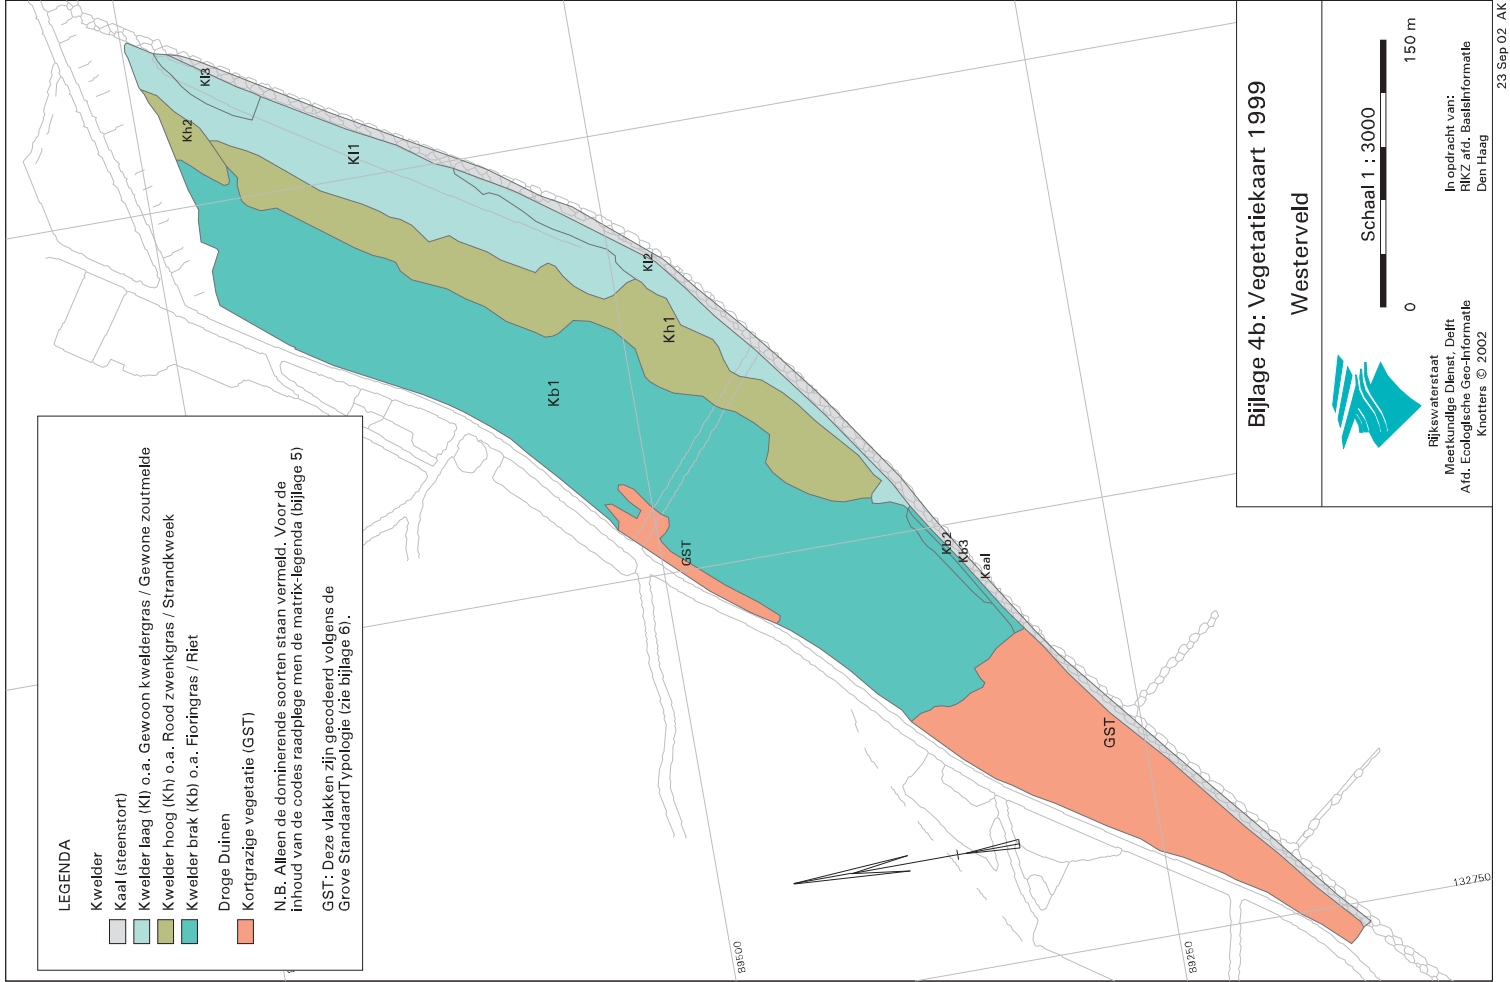 LEGENDA
Kwelder
Kaal (steenstort)
Kwelder laag (Kl) o.a. Gewoon kweldergras / Gewone zoutmelde
Kwelder hoog (Kh) o.a. Rood zwenkgras / Strandkweek
Kwelder brak (Kb) o.a. Fioringras / Riet
Droge Duinen
Kortgrazige vegetatie (GST)
N.B. Alleen de dominerende soorten staan vermeld. Voor de
inhoud van de codes raadplege men de matrix-legenda (bijlage 5)
GST: Deze vlakken zijn gecodeerd volgens de
Grove StandaardTypologie (zie bijlage 6).
Kl3
Kh2
Kl1
Kl2
Kh1
Kb1
GST
Kb2
Kb3
Kaal
GST
89500
89250
132750
Bijlage 4b: Vegetatiekaart 1999
Westerveld
Schaal 1 : 3000
0
150 m
Rijkswaterstaat
Meetkundige Dienst, Delft
Afd. Ecologische Geo-Informatie
Knotters © 2002
In opdracht van:
RIKZ afd. BasisInformatie
Den Haag
23 Sep 02 AK